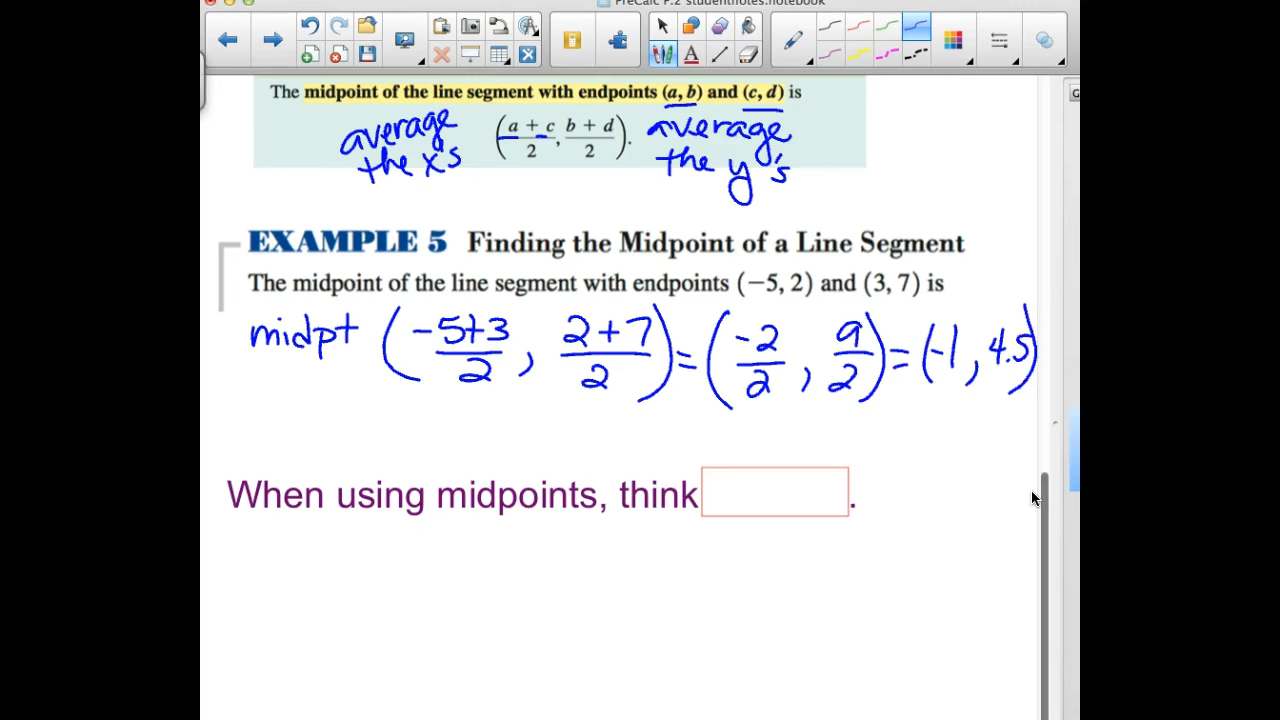 PreCalc P.2 studentnotes.notebook
The midpoint of the line segment with endpoints (a, b) and (c, d) is
average the x's
(a + c / 2, b + d / 2).
average the y's
EXAMPLE 5 Finding the Midpoint of a Line Segment
The midpoint of the line segment with endpoints (−5, 2) and (3, 7) is
midpt (-5+3 / 2, 2+7 / 2) = (-2 / 2, 9 / 2) = (-1, 4.5)
When using midpoints, think .